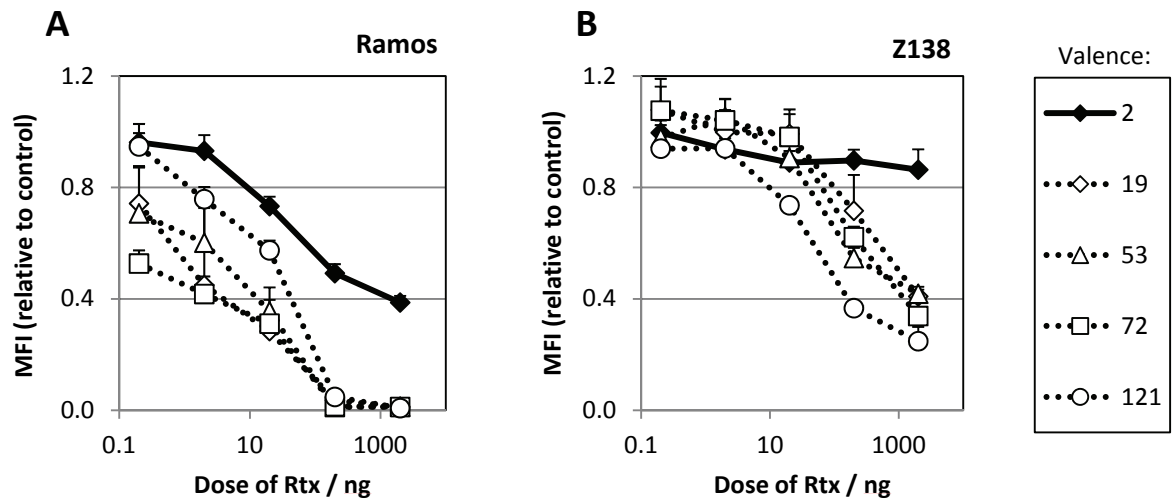 A
Ramos
MFI (relative to control)
1.2
0.8
0.4
0.0
0.1
10
1000
Dose of Rtx / ng
B
Z138
MFI (relative to control)
1.2
0.8
0.4
0.0
0.1
10
1000
Dose of Rtx / ng
Valence:
2
19
53
72
121